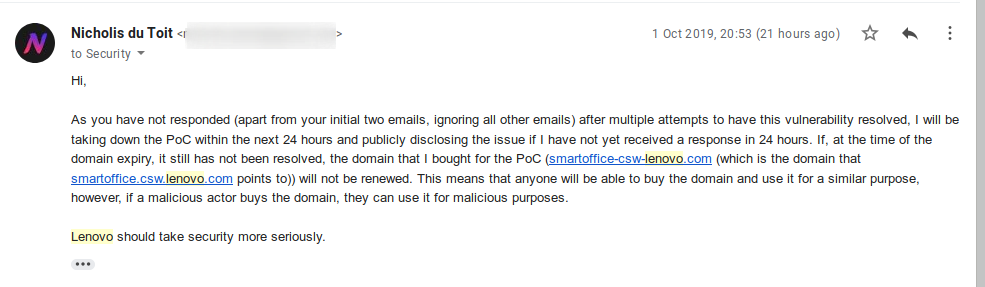 Nicholis du Toit < >
1 Oct 2019, 20:53 (21 hours ago)
to Security
Hi,
As you have not responded (apart from your initial two emails, ignoring all other emails) after multiple attempts to have this vulnerability resolved, I will be
taking down the PoC within the next 24 hours and publicly disclosing the issue if I have not yet received a response in 24 hours. If, at the time of the
domain expiry, it still has not been resolved, the domain that I bought for the PoC (smartoffice-csw-lenovo.com (which is the domain that
smartoffice.csw.lenovo.com points to)) will not be renewed. This means that anyone will be able to buy the domain and use it for a similar purpose,
however, if a malicious actor buys the domain, they can use it for malicious purposes.
Lenovo should take security more seriously.